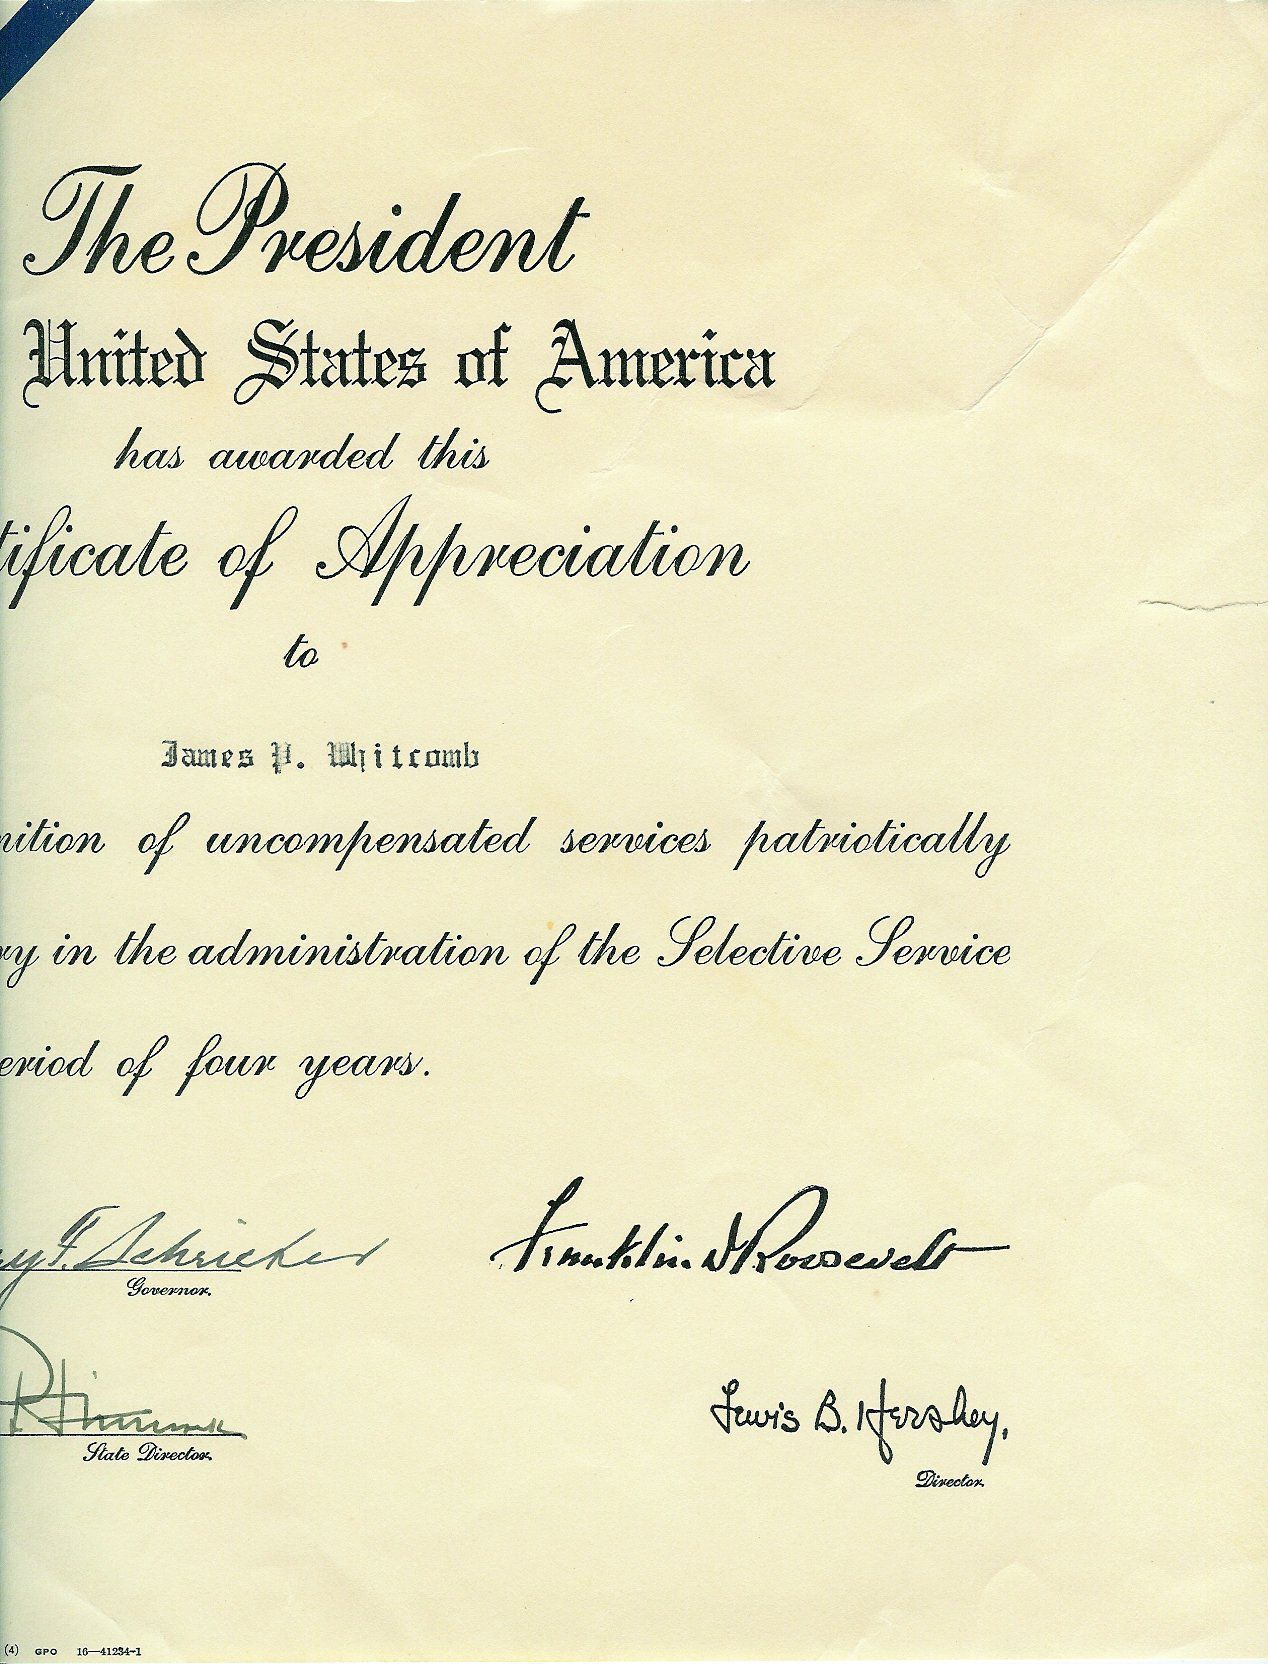 The President
United States of America
has awarded this
tificate of Appreciation
to
James P. Whitcomb
nition of uncompensated services patriotically
ry in the administration of the Selective Service
eriod of four years.
y F. Schricker
Franklin D Roosevelt
Governor.
Lewis B. Hershey,
State Director.
Director.
(4) GPO 16—41234-1